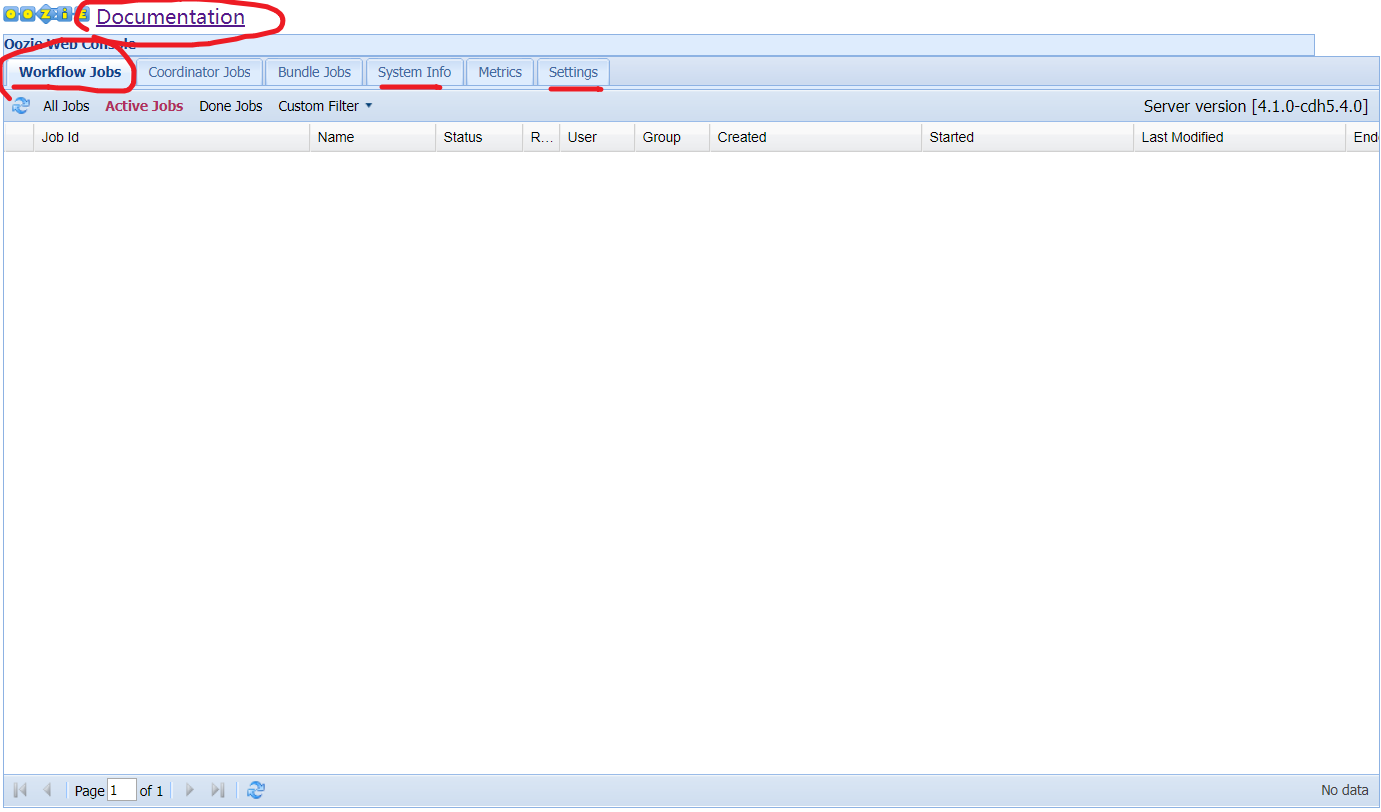 OOZIE Documentation
Oozie Web Console
Workflow Jobs Coordinator Jobs Bundle Jobs System Info Metrics Settings
All Jobs Active Jobs Done Jobs Custom Filter Server version [4.1.0-cdh5.4.0]
Job Id Name Status R... User Group Created Started Last Modified End
Page 1 of 1 No data